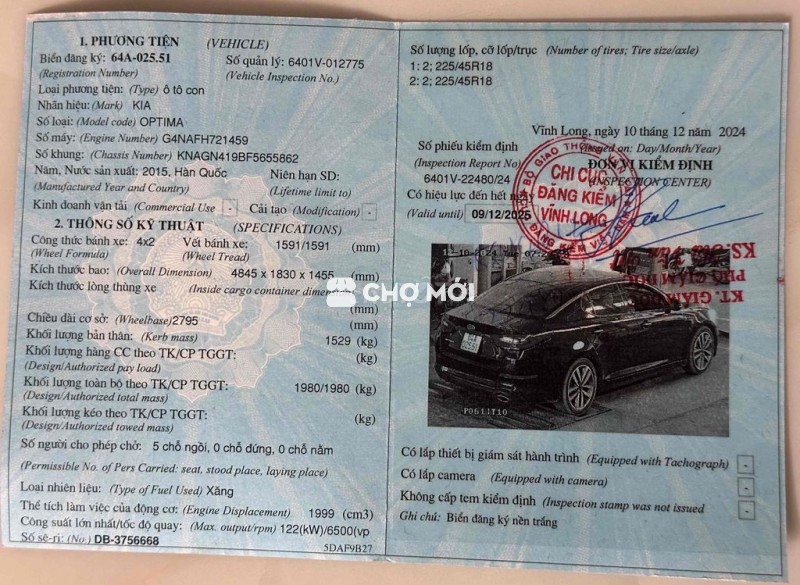 1. PHƯƠNG TIỆN (VEHICLE)
Biển đăng ký: 64A-025.51 Số quản lý: 6401V-012775
(Registration Number) (Vehicle Inspection No.)
Loại phương tiện: (Type) ô tô con
Nhãn hiệu: (Mark) KIA
Số loại: (Model code) OPTIMA
Số máy: (Engine Number) G4NAFH721459
Số khung: (Chassis Number) KNAGN419BF5655862
Năm, Nước sản xuất: 2015, Hàn Quốc Niên hạn SD:
(Manufactured Year and Country) (Lifetime limit to)
Kinh doanh vận tải (Commercial Use - ) Cải tạo (Modification) -
2. THÔNG SỐ KỸ THUẬT (SPECIFICATIONS)
Công thức bánh xe: 4x2 Vết bánh xe: 1591/1591 (mm)
(Wheel Formula) (Wheel Tread)
Kích thước bao: (Overall Dimension) 4845 x 1830 x 1455 (mm)
Kích thước lòng thùng xe (Inside cargo container
(mm)
Chiều dài cơ sở: (Wheelbase) 2795 (mm)
Khối lượng bản thân: (Kerb mass) 1529 (kg)
Khối lượng hàng CC theo TK/CP TGGT: (kg)
(Design/Authorized pay load)
Khối lượng toàn bộ theo TK/CP TGGT: 1980/1980 (kg)
(Design/Authorized total mass)
Khối lượng kéo theo TK/CP TGGT: (kg)
(Design/Authorized towed mass)
Số người cho phép chở: 5 chỗ ngồi, 0 chỗ đứng, 0 chỗ nằm
(Permissible No. of Pers Carried: seat, stood place, laying place)
Loại nhiên liệu: (Type of Fuel Used) Xăng
Thể tích làm việc của động cơ: (Engine Displacement) 1999 (cm3)
Công suất lớn nhất/tốc độ quay: (Max. output/rpm) 122(kW)/6500(vp
Số sê-ri: (No.) DB-3756668
5DAF9B27
Số lượng lốp, cỡ lốp/trục (Number of tires; Tire size/axle)
1: 2; 225/45R18
2: 2; 225/45R18
Vĩnh Long, ngày 10 tháng 12 năm 2024
Số phiếu kiểm định (Issued on: Day/Month/Year)
(Inspection Report No) ĐƠN VỊ KIỂM ĐỊNH
6401V-22480/24 (INSPECTION CENTER)
Có hiệu lực đến hết ngày
(Valid until) 09/12/2025
CHI CỤC
ĐĂNG KIỂM
VĨNH LONG
KT. GIÁM ĐỐC
PHÓ GIÁM ĐỐC
CHỢ MỚI
P0611T10
Có lắp thiết bị giám sát hành trình (Equipped with Tachograph) -
Có lắp camera (Equipped with camera) -
Không cấp tem kiểm định (Inspection stamp was not issued -
Ghi chú: Biển đăng ký nền trắng